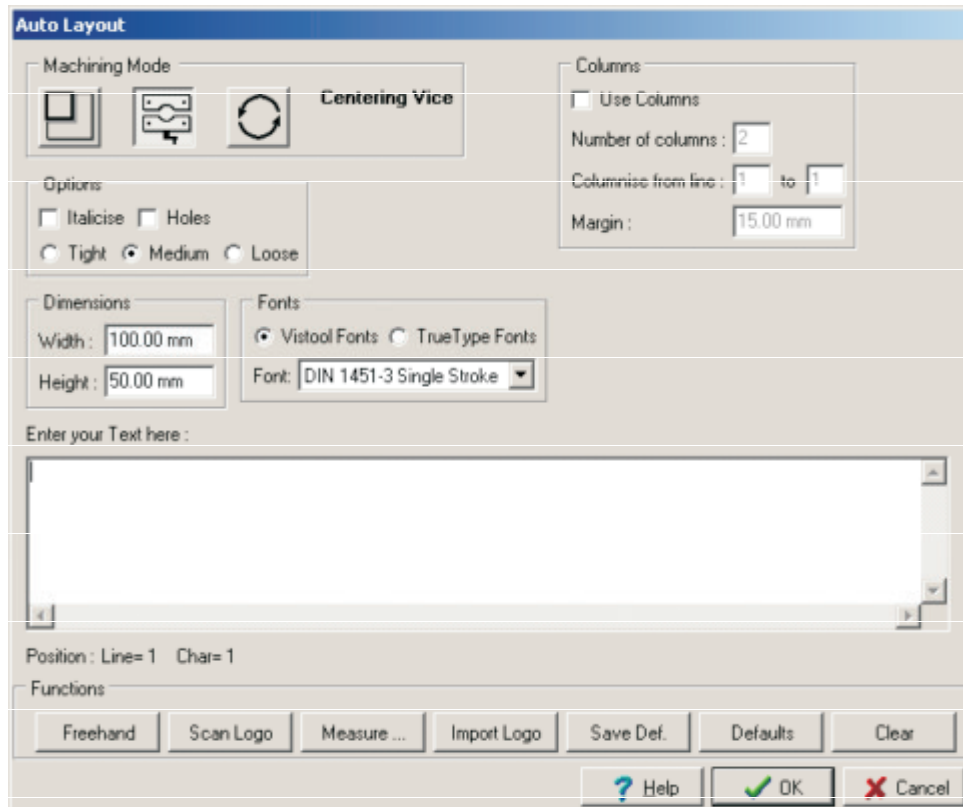 Auto Layout
Machining Mode
Centering Vice
Columns
Use Columns
Number of columns : 2
Columnise from line : 1 to 1
Margin : 15.00 mm
Options
Italicise Holes
Tight Medium Loose
Dimensions
Width : 100.00 mm
Height : 50.00 mm
Fonts
Vistool Fonts TrueType Fonts
Font: DIN 1451-3 Single Stroke
Enter your Text here :
Position : Line= 1 Char= 1
Functions
Freehand Scan Logo Measure ... Import Logo Save Def. Defaults Clear
? Help OK Cancel